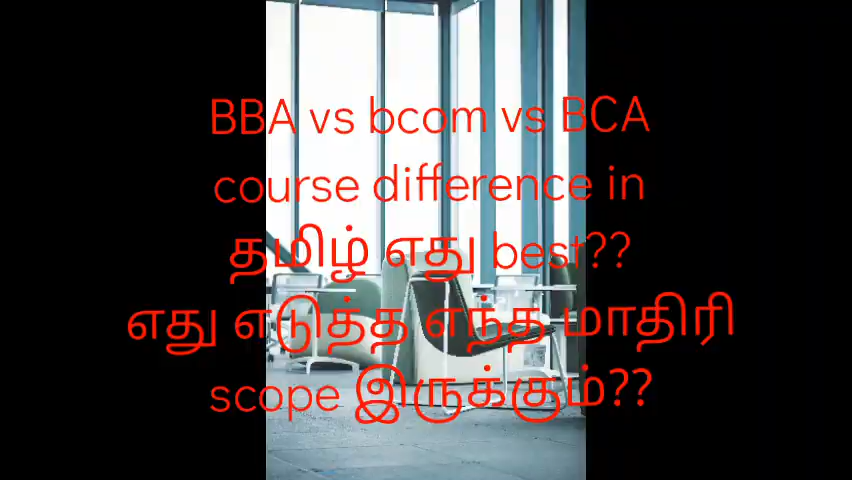 BBA vs bcom vs BCA
course difference in
தமிழ் எது best??
எது எடுத்த எந்த மாதிரி
scope இருக்கும்??